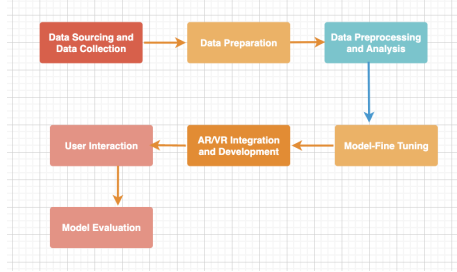 Data Sourcing and
Data Collection
Data Preparation
Data Preprocessing
and Analysis
User Interaction
AR/VR Integration
and Development
Model-Fine Tuning
Model Evaluation